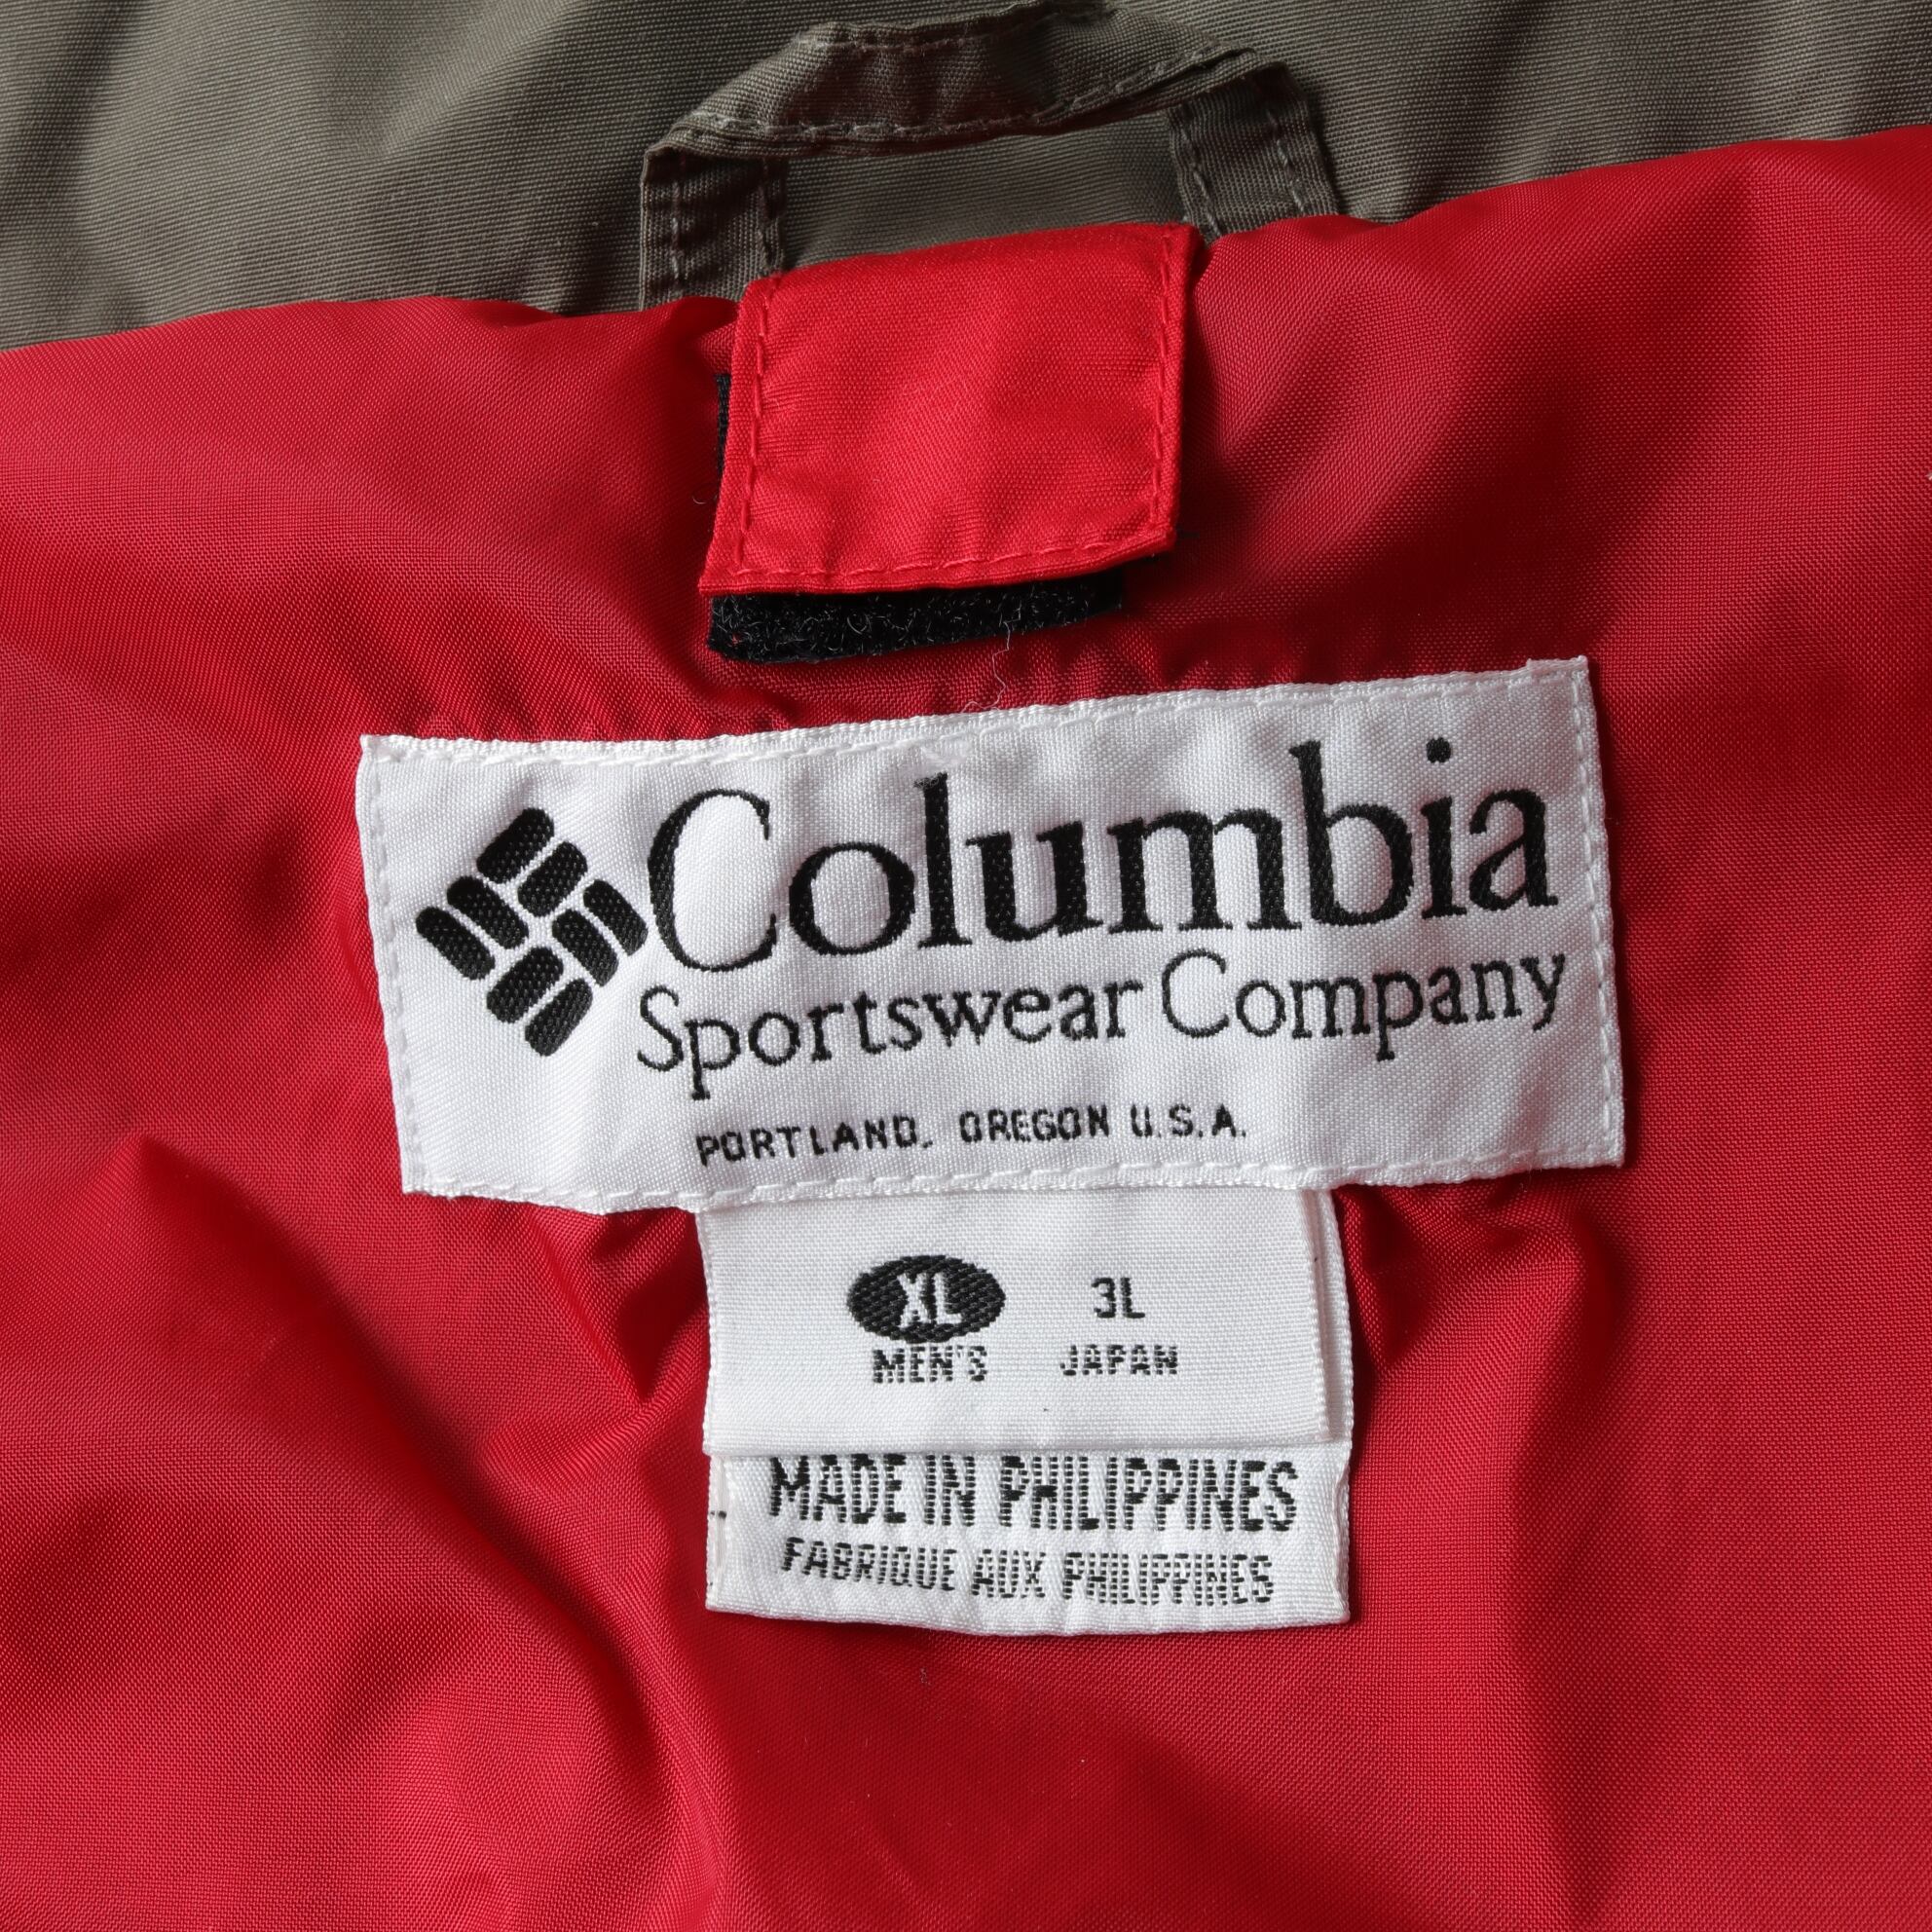 Columbia
Sportswear Company
PORTLAND, OREGON U.S.A.
XL 3L
MEN'S JAPAN
MADE IN PHILIPPINES
FABRIQUE AUX PHILIPPINES